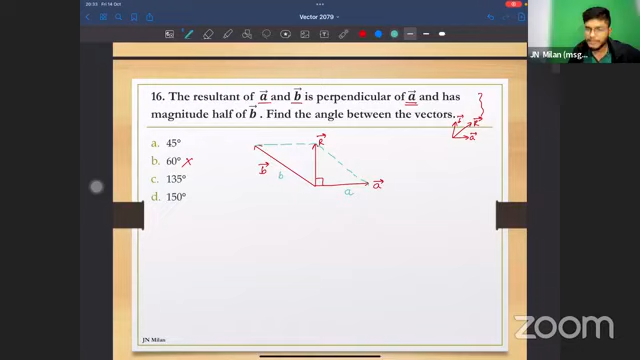 20:33 Fri 14 Oct
Vector 2079
JN Milan (msg...
16. The resultant of a and b is perpendicular of a and has
magnitude half of b . Find the angle between the vectors.
a. 45°
b. 60° x
c. 135°
d. 150°
R
b
b
a
a
b
R
a
JN Milan
zoom